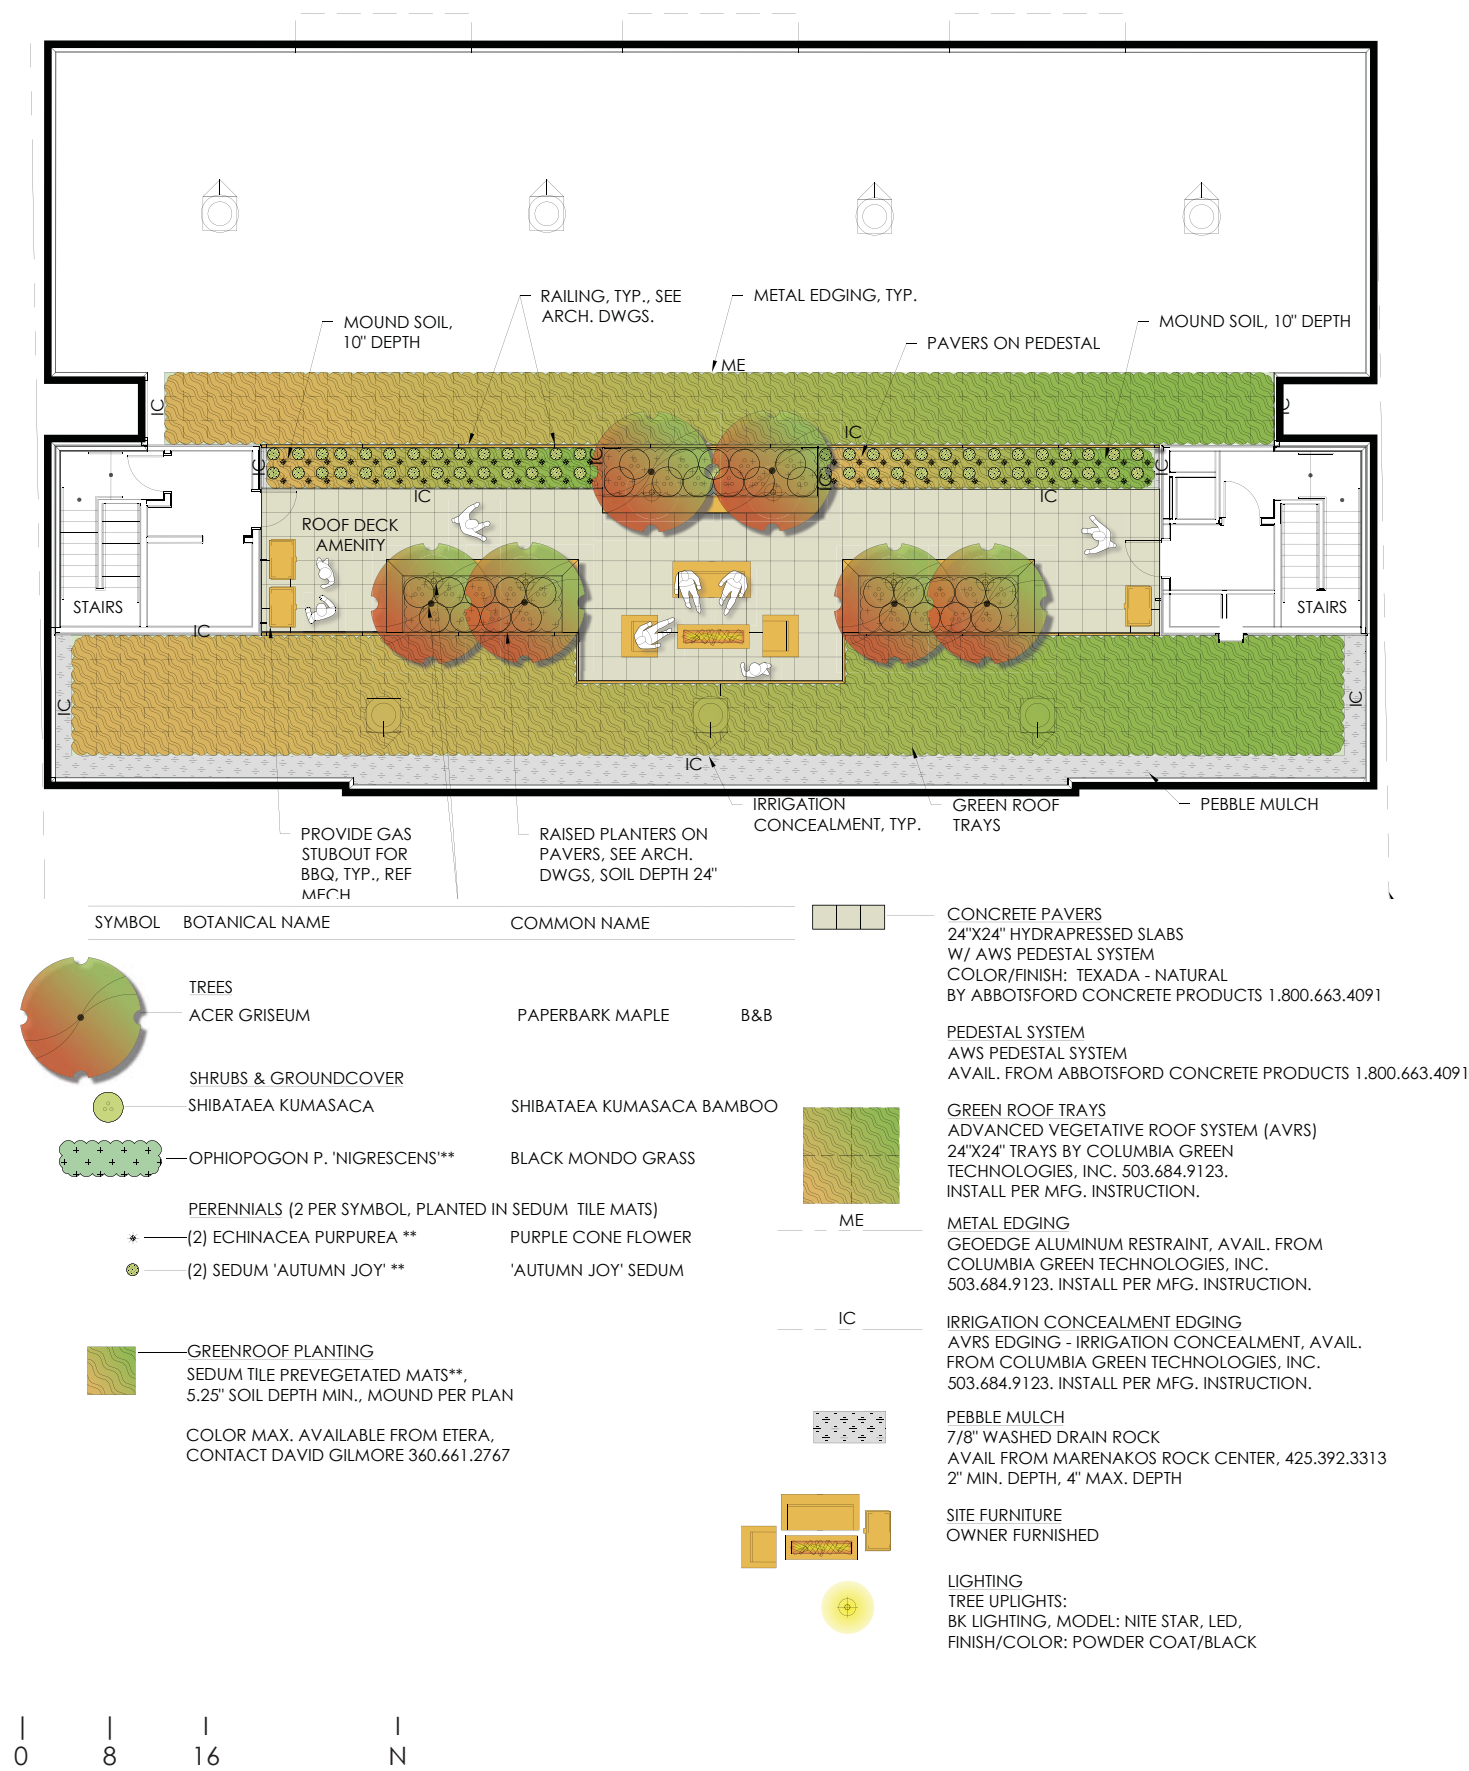 RAILING, TYP., SEE
ARCH. DWGS.
METAL EDGING, TYP.
MOUND SOIL,
10" DEPTH
PAVERS ON PEDESTAL
MOUND SOIL, 10" DEPTH
ME
IC
IC
IC
IC
IC
IC
IC
IC
IC
ROOF DECK
AMENITY
STAIRS
STAIRS
IC
IC
IC
IC
IRRIGATION
CONCEALMENT, TYP.
GREEN ROOF
TRAYS
PEBBLE MULCH
PROVIDE GAS
STUBOUT FOR
BBQ, TYP., REF
MECH
RAISED PLANTERS ON
PAVERS, SEE ARCH.
DWGS, SOIL DEPTH 24"
SYMBOL BOTANICAL NAME COMMON NAME
TREES
ACER GRISEUM PAPERBARK MAPLE B&B
SHRUBS & GROUNDCOVER
SHIBATAEA KUMASACA SHIBATAEA KUMASACA BAMBOO
OPHIOPOGON P. 'NIGRESCENS'** BLACK MONDO GRASS
PERENNIALS (2 PER SYMBOL, PLANTED IN SEDUM TILE MATS)
(2) ECHINACEA PURPUREA ** PURPLE CONE FLOWER
(2) SEDUM 'AUTUMN JOY' ** 'AUTUMN JOY' SEDUM
GREENROOF PLANTING
SEDUM TILE PREVEGETATED MATS**,
5.25" SOIL DEPTH MIN., MOUND PER PLAN
COLOR MAX. AVAILABLE FROM ETERA,
CONTACT DAVID GILMORE 360.661.2767
CONCRETE PAVERS
24"X24" HYDRAPRESSED SLABS
W/ AWS PEDESTAL SYSTEM
COLOR/FINISH: TEXADA - NATURAL
BY ABBOTSFORD CONCRETE PRODUCTS 1.800.663.4091
PEDESTAL SYSTEM
AWS PEDESTAL SYSTEM
AVAIL. FROM ABBOTSFORD CONCRETE PRODUCTS 1.800.663.4091
GREEN ROOF TRAYS
ADVANCED VEGETATIVE ROOF SYSTEM (AVRS)
24"X24" TRAYS BY COLUMBIA GREEN
TECHNOLOGIES, INC. 503.684.9123.
INSTALL PER MFG. INSTRUCTION.
ME
METAL EDGING
GEOEDGE ALUMINUM RESTRAINT, AVAIL. FROM
COLUMBIA GREEN TECHNOLOGIES, INC.
503.684.9123. INSTALL PER MFG. INSTRUCTION.
IC
IRRIGATION CONCEALMENT EDGING
AVRS EDGING - IRRIGATION CONCEALMENT, AVAIL.
FROM COLUMBIA GREEN TECHNOLOGIES, INC.
503.684.9123. INSTALL PER MFG. INSTRUCTION.
PEBBLE MULCH
7/8" WASHED DRAIN ROCK
AVAIL FROM MARENAKOS ROCK CENTER, 425.392.3313
2" MIN. DEPTH, 4" MAX. DEPTH
SITE FURNITURE
OWNER FURNISHED
LIGHTING
TREE UPLIGHTS:
BK LIGHTING, MODEL: NITE STAR, LED,
FINISH/COLOR: POWDER COAT/BLACK
0 8 16 N